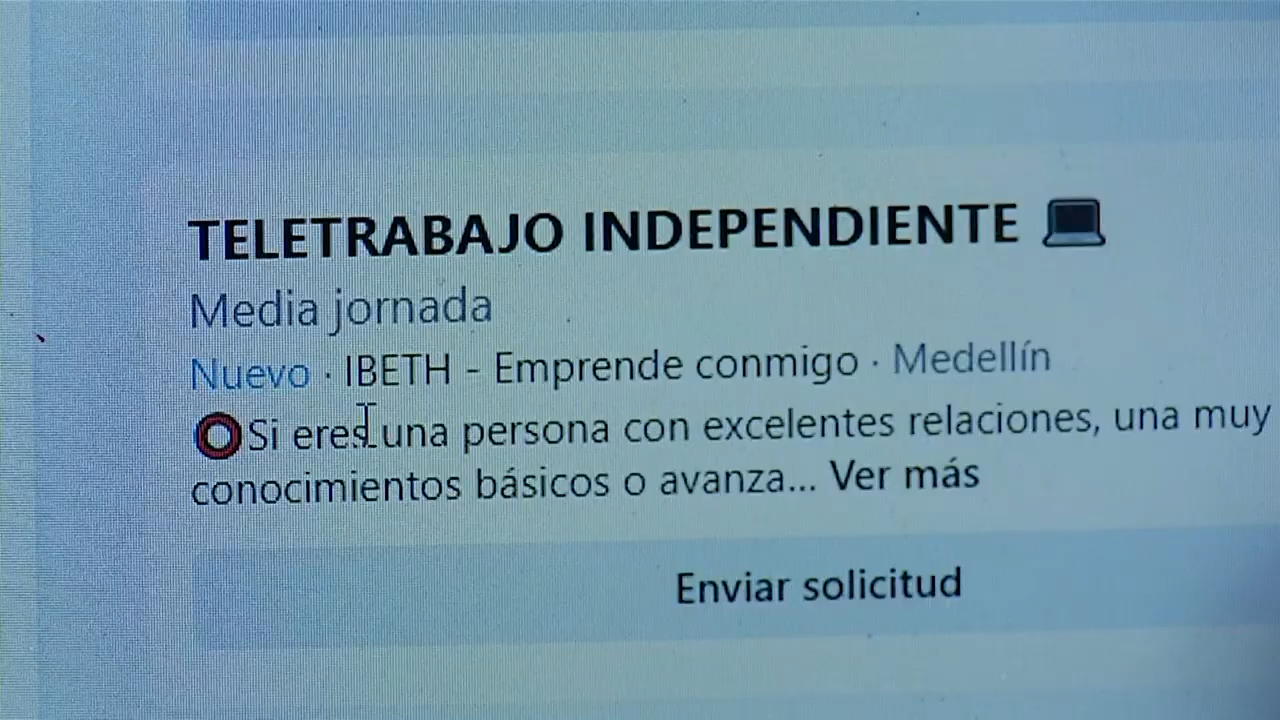 TELETRABAJO INDEPENDIENTE 💻
Media jornada
Nuevo · IBETH - Emprende conmigo · Medellín
⭕Si eres una persona con excelentes relaciones, una muy
conocimientos básicos o avanza... Ver más
Enviar solicitud